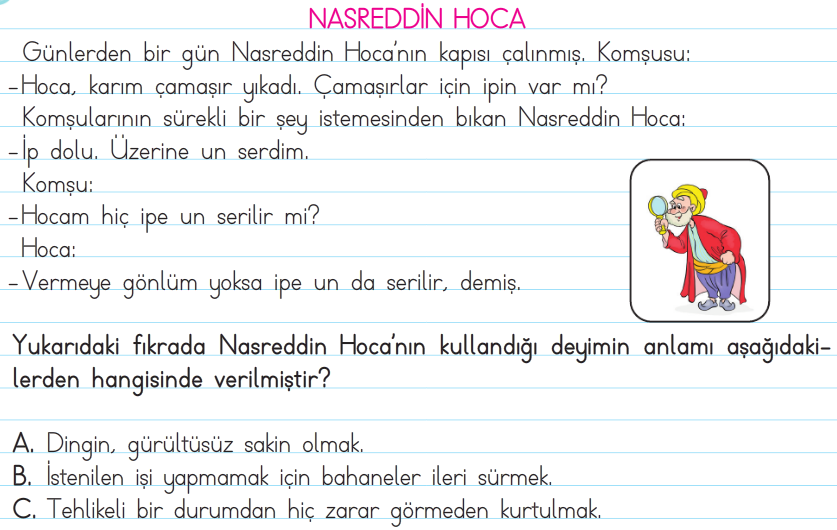 NASREDDİN HOCA
Günlerden bir gün Nasreddin Hoca'nın kapısı çalınmış. Komşusu:
-Hoca, karım çamaşır yıkadı. Çamaşırlar için ipin var mı?
Komşularının sürekli bir şey istemesinden bıkan Nasreddin Hoca:
-İp dolu. Üzerine un serdim.
Komşu:
-Hocam hiç ipe un serilir mi?
Hoca:
-Vermeye gönlüm yoksa ipe un da serilir, demiş.
Yukarıdaki fıkrada Nasreddin Hoca'nın kullandığı deyimin anlamı aşağıdaki-
lerden hangisinde verilmiştir?
A. Dingin, gürültüsüz sakin olmak.
B. İstenilen işi yapmamak için bahaneler ileri sürmek.
C. Tehlikeli bir durumdan hiç zarar görmeden kurtulmak.